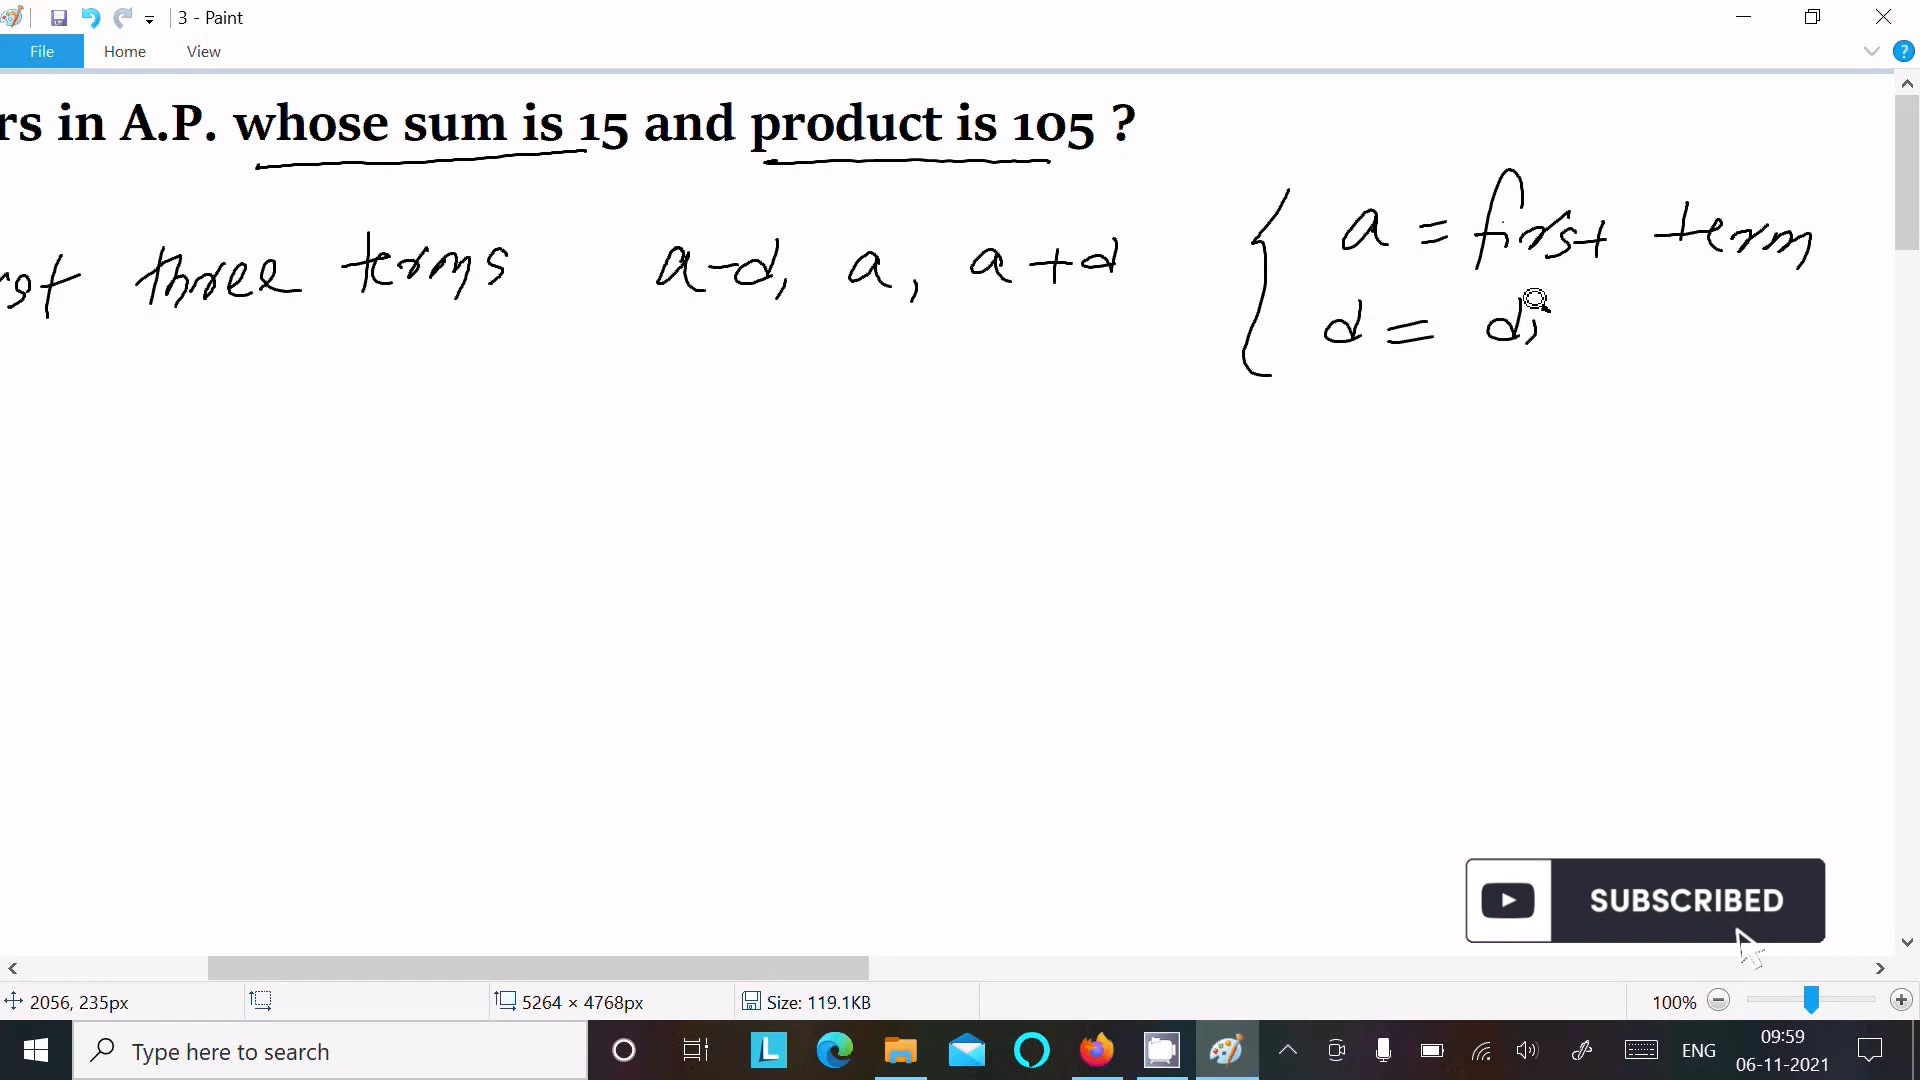 3 - Paint
File Home View
rs in A.P. whose sum is 15 and product is 105 ?
rst three terms a-d, a, a+d
a = first term
d = di
SUBSCRIBED
2056, 235px 5264 × 4768px Size: 119.1KB 100%
Type here to search
ENG
09:59
06-11-2021